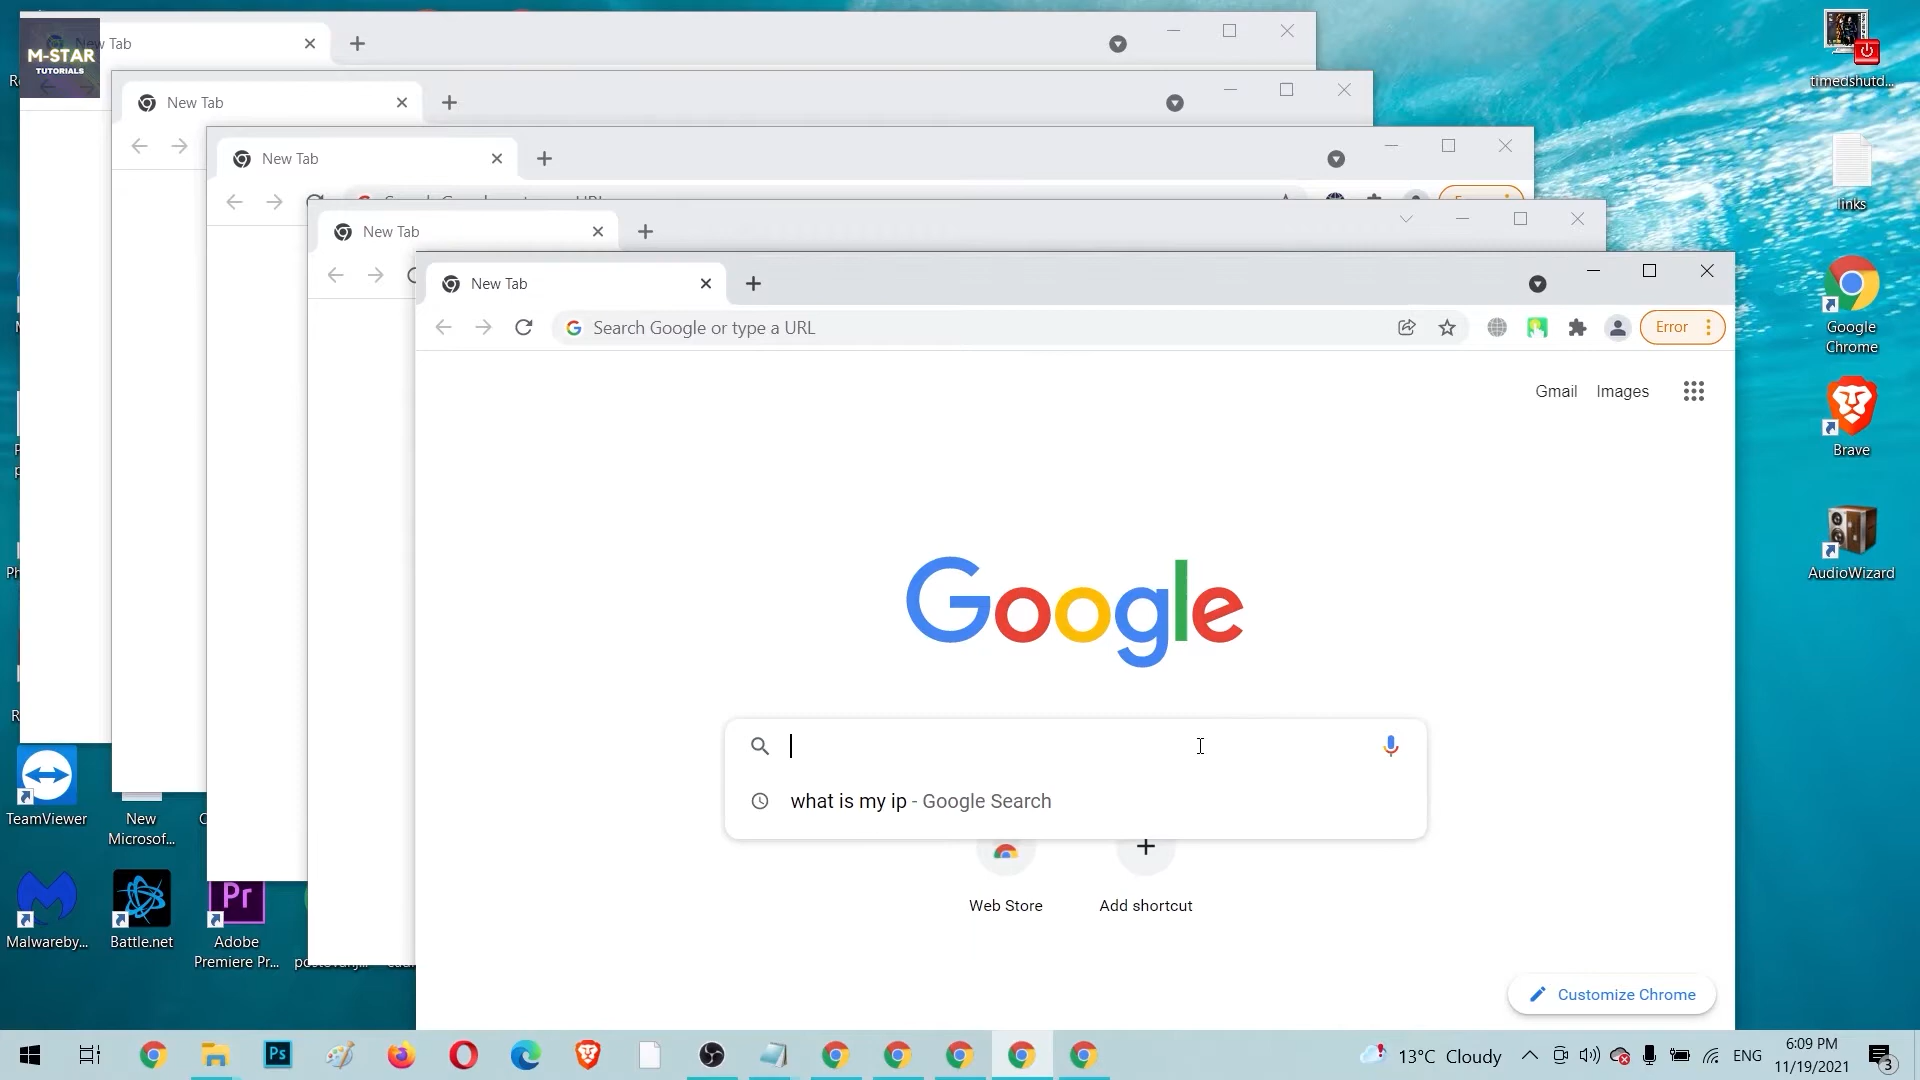 New Tab
M-STAR
TUTORIALS
New Tab
New Tab
New Tab
New Tab
Search Google or type a URL
Error
Gmail
Images
Google
what is my ip - Google Search
Web Store
Add shortcut
Customize Chrome
timedshutd...
links
Google
Chrome
Brave
AudioWizard
TeamViewer
New
Microsof...
Malwareby...
Battle.net
Pr
Adobe
Premiere Pr...
Ps
13°C Cloudy
ENG
6:09 PM
11/19/2021
3